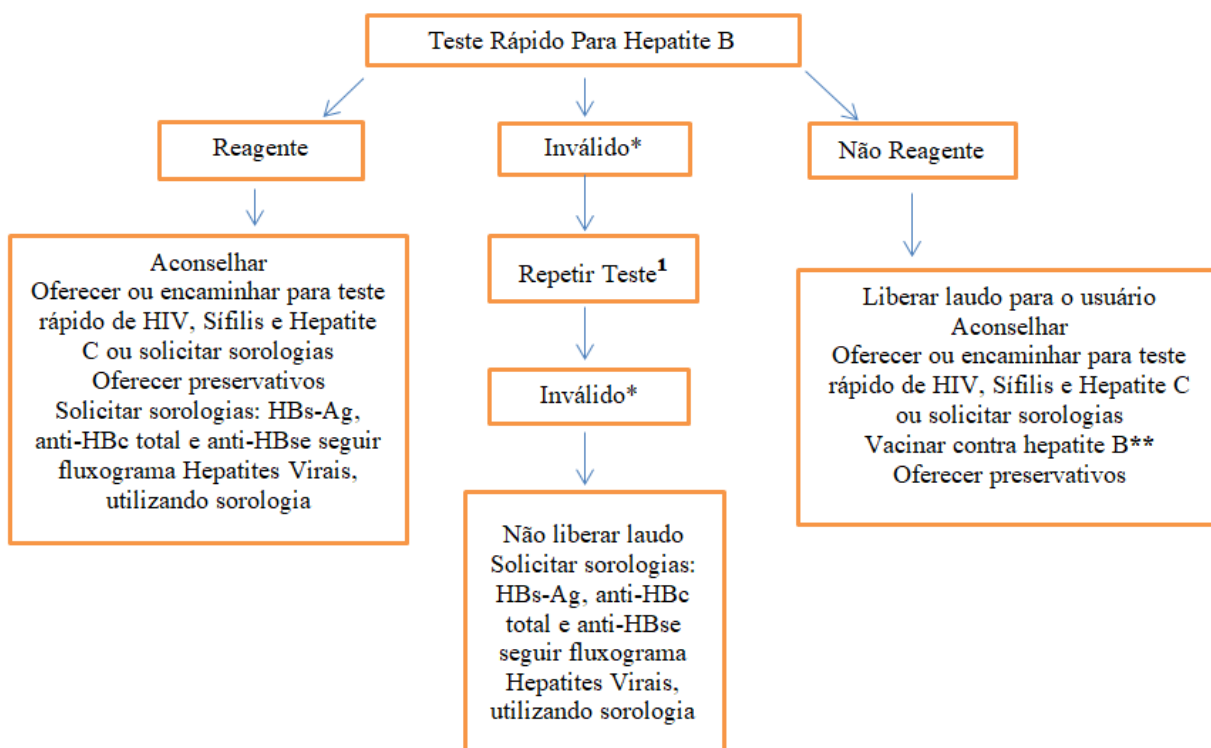 Teste Rápido Para Hepatite B
Reagente
Inválido*
Não Reagente
Aconselhar
Oferecer ou encaminhar para teste
rápido de HIV, Sífilis e Hepatite
C ou solicitar sorologias
Oferecer preservativos
Solicitar sorologias: HBs-Ag,
anti-HBc total e anti-HBse seguir
fluxograma Hepatites Virais,
utilizando sorologia
Repetir Teste¹
Inválido*
Não liberar laudo
Solicitar sorologias:
HBs-Ag, anti-HBc
total e anti-HBse
seguir fluxograma
Hepatites Virais,
utilizando sorologia
Liberar laudo para o usuário
Aconselhar
Oferecer ou encaminhar para teste
rápido de HIV, Sífilis e Hepatite C
ou solicitar sorologias
Vacinar contra hepatite B**
Oferecer preservativos